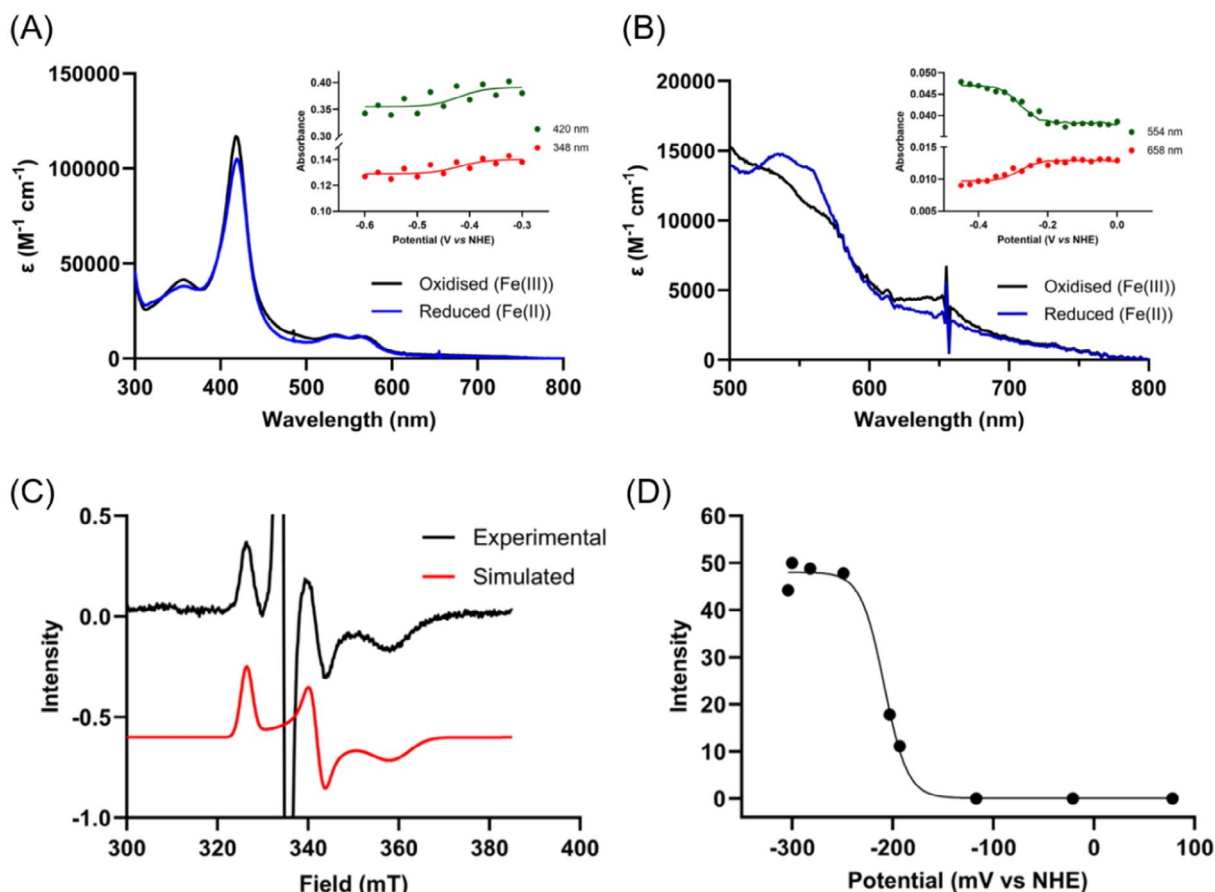 (A)
150000
100000
50000
0
300 400 500 600 700 800
ε (M⁻¹ cm⁻¹)
Wavelength (nm)
Oxidised (Fe(III))
Reduced (Fe(II))
0.40
0.35
0.30
0.14
0.12
0.10
-0.6 -0.5 -0.4 -0.3
Absorbance
Potential (V vs NHE)
420 nm
348 nm
(B)
20000
15000
10000
5000
0
500 600 700 800
ε (M⁻¹ cm⁻¹)
Wavelength (nm)
Oxidised (Fe(III))
Reduced (Fe(II))
0.050
0.045
0.040
0.035
0.015
0.010
0.005
-0.4 -0.2 0.0
Absorbance
Potential (V vs NHE)
554 nm
658 nm
(C)
0.5
0.0
-0.5
-1.0
300 320 340 360 380 400
Intensity
Field (mT)
Experimental
Simulated
(D)
60
50
40
30
20
10
0
-300 -200 -100 0 100
Intensity
Potential (mV vs NHE)